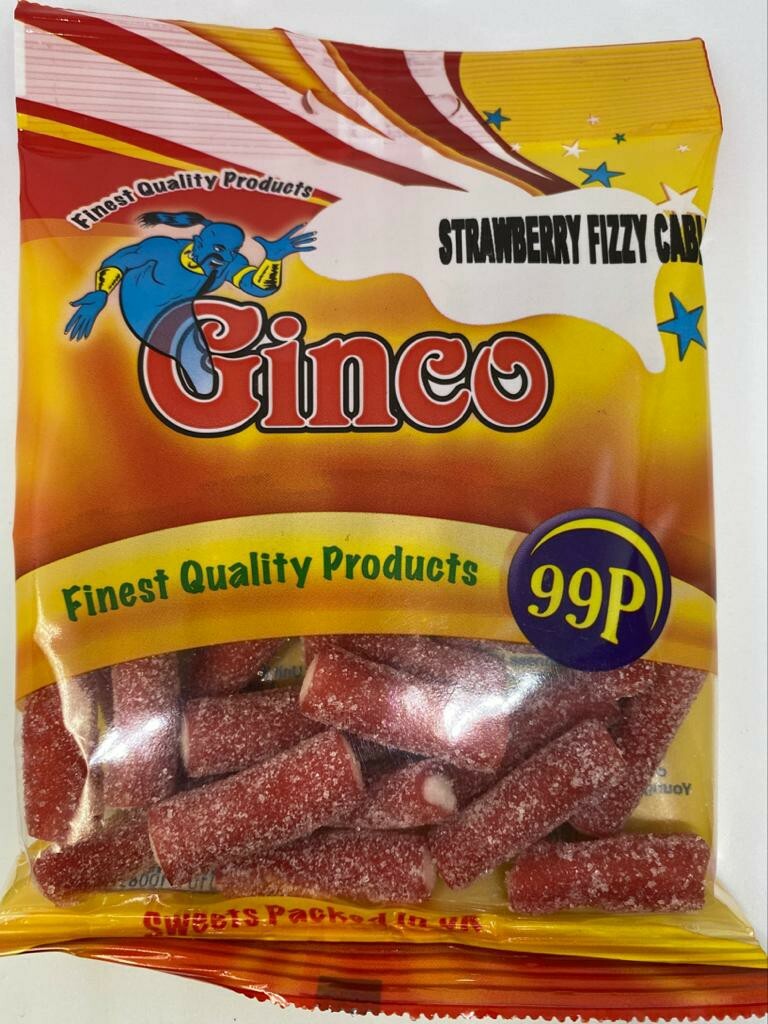 Finest Quality Products
STRAWBERRY FIZZY CAB
Ginco
Finest Quality Products
99P
Sweets Packed in UK